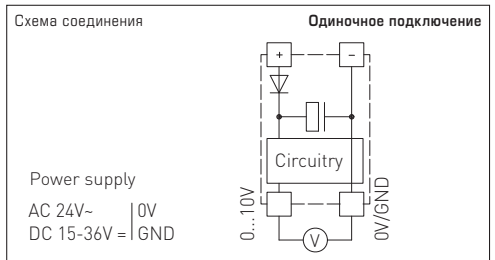 Схема соединения
Одиночное подключение
+ −
Circuitry
Power supply
AC 24V~ 0V
DC 15-36V = GND
0...10V
0V/GND
V